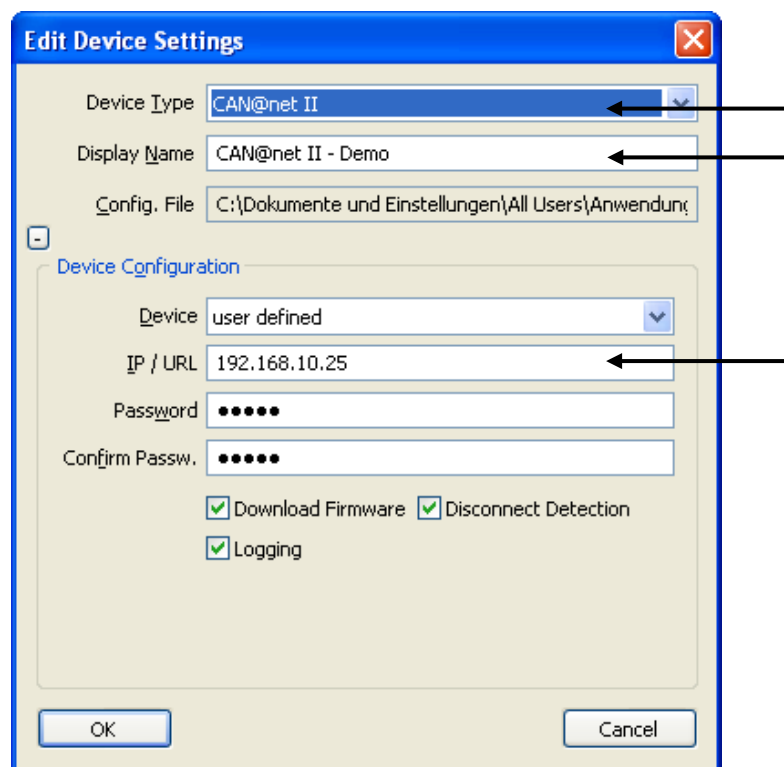 Edit Device Settings
Device Type CAN@net II
Display Name CAN@net II - Demo
Config. File C:\Dokumente und Einstellungen\All Users\Anwendung
-
Device Configuration
Device user defined
IP / URL 192.168.10.25
Password •••••
Confirm Passw. •••••
Download Firmware Disconnect Detection
Logging
OK Cancel